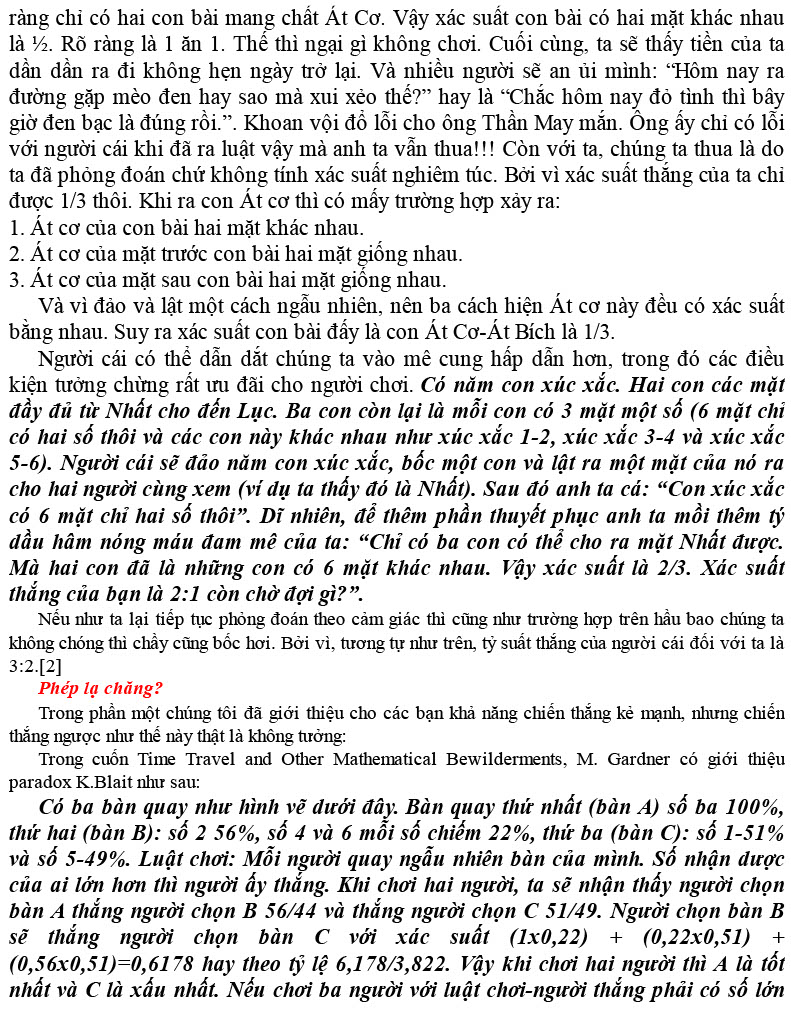 ràng chỉ có hai con bài mang chất Át Cơ. Vậy xác suất con bài có hai mặt khác nhau
là ½. Rõ ràng là 1 ăn 1. Thế thì ngại gì không chơi. Cuối cùng, ta sẽ thấy tiền của ta
dần dần ra đi không hẹn ngày trở lại. Và nhiều người sẽ an ủi mình: “Hôm nay ra
đường gặp mèo đen hay sao mà xui xẻo thế?” hay là “Chắc hôm nay đỏ tình thì bây
giờ đen bạc là đúng rồi.”. Khoan vội đổ lỗi cho ông Thần May mắn. Ông ấy chỉ có lỗi
với người cái khi đã ra luật vậy mà anh ta vẫn thua!!! Còn với ta, chúng ta thua là do
ta đã phỏng đoán chứ không tính xác suất nghiêm túc. Bởi vì xác suất thắng của ta chỉ
được 1/3 thôi. Khi ra con Át cơ thì có mấy trường hợp xảy ra:
1. Át cơ của con bài hai mặt khác nhau.
2. Át cơ của mặt trước con bài hai mặt giống nhau.
3. Át cơ của mặt sau con bài hai mặt giống nhau.
Và vì đảo và lật một cách ngẫu nhiên, nên ba cách hiện Át cơ này đều có xác suất
bằng nhau. Suy ra xác suất con bài đấy là con Át Cơ-Át Bích là 1/3.
Người cái có thể dẫn dắt chúng ta vào mê cung hấp dẫn hơn, trong đó các điều
kiện tưởng chừng rất ưu đãi cho người chơi. Có năm con xúc xắc. Hai con các mặt
đầy đủ từ Nhất cho đến Lục. Ba con còn lại là mỗi con có 3 mặt một số (6 mặt chỉ
có hai số thôi và các con này khác nhau như xúc xắc 1-2, xúc xắc 3-4 và xúc xắc
5-6). Người cái sẽ đảo năm con xúc xắc, bốc một con và lật ra một mặt của nó ra
cho hai người cùng xem (ví dụ ta thấy đó là Nhất). Sau đó anh ta cá: “Con xúc xắc
có 6 mặt chỉ hai số thôi”. Dĩ nhiên, để thêm phần thuyết phục anh ta mồi thêm tý
dầu hâm nóng máu đam mê của ta: “Chỉ có ba con có thể cho ra mặt Nhất được.
Mà hai con đã là những con có 6 mặt khác nhau. Vậy xác suất là 2/3. Xác suất
thắng của bạn là 2:1 còn chờ đợi gì?”.
Nếu như ta lại tiếp tục phỏng đoán theo cảm giác thì cũng như trường hợp trên hầu bao chúng ta
không chóng thì chầy cũng bốc hơi. Bởi vì, tương tự như trên, tỷ suất thắng của người cái đối với ta là
3:2.[2]
Phép lạ chăng?
Trong phần một chúng tôi đã giới thiệu cho các bạn khả năng chiến thắng kẻ mạnh, nhưng chiến
thắng ngược như thế này thật là không tưởng:
Trong cuốn Time Travel and Other Mathematical Bewilderments, M. Gardner có giới thiệu
paradox K.Blait như sau:
Có ba bàn quay như hình vẽ dưới đây. Bàn quay thứ nhất (bàn A) số ba 100%,
thứ hai (bàn B): số 2 56%, số 4 và 6 mỗi số chiếm 22%, thứ ba (bàn C): số 1-51%
và số 5-49%. Luật chơi: Mỗi người quay ngẫu nhiên bàn của mình. Số nhận dược
của ai lớn hơn thì người ấy thắng. Khi chơi hai người, ta sẽ nhận thấy người chọn
bàn A thắng người chọn B 56/44 và thắng người chọn C 51/49. Người chọn bàn B
sẽ thắng người chọn bàn C với xác suất (1x0,22) + (0,22x0,51) +
(0,56x0,51)=0,6178 hay theo tỷ lệ 6,178/3,822. Vậy khi chơi hai người thì A là tốt
nhất và C là xấu nhất. Nếu chơi ba người với luật chơi-người thắng phải có số lớn